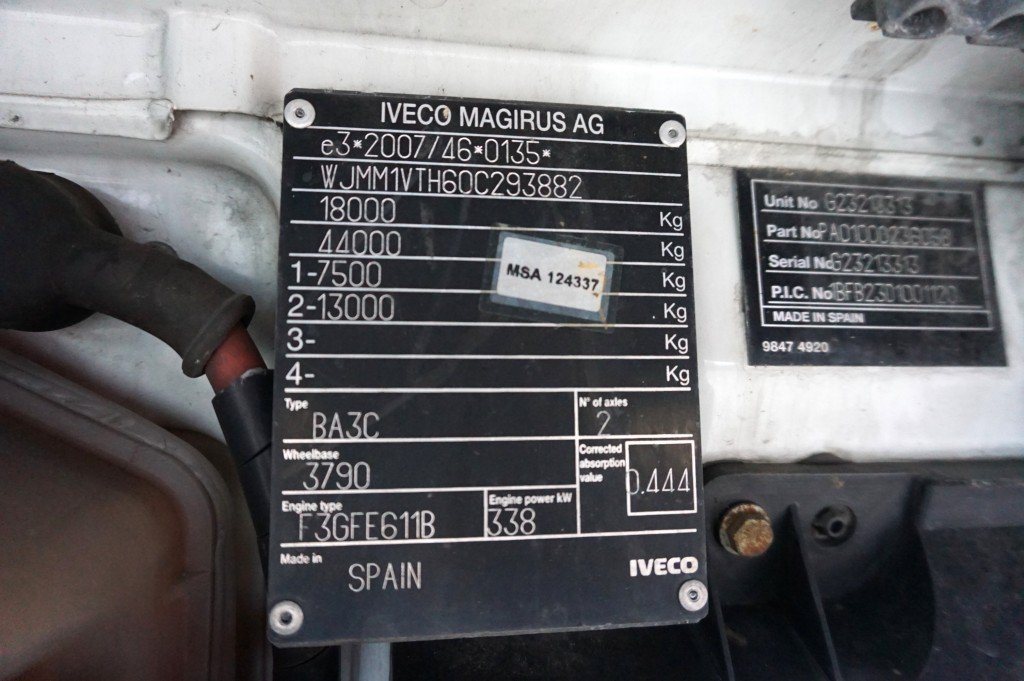 IVECO MAGIRUS AG
e3*2007/46*0135*
WJMM1VTH60C293882
18000 Kg
44000 Kg
1-7500 Kg
2-13000 Kg
3- Kg
4- Kg
MSA 124337
Type
BA3C
N° of axles
2
Wheelbase
3790
Corrected
absorption
value
0.444
Engine type
F3GFE611B
Engine power kW
338
Made in
SPAIN
IVECO
Unit No G23213313
Part No
Serial No G23213313
P.I.C. No
MADE IN SPAIN
9847 4920